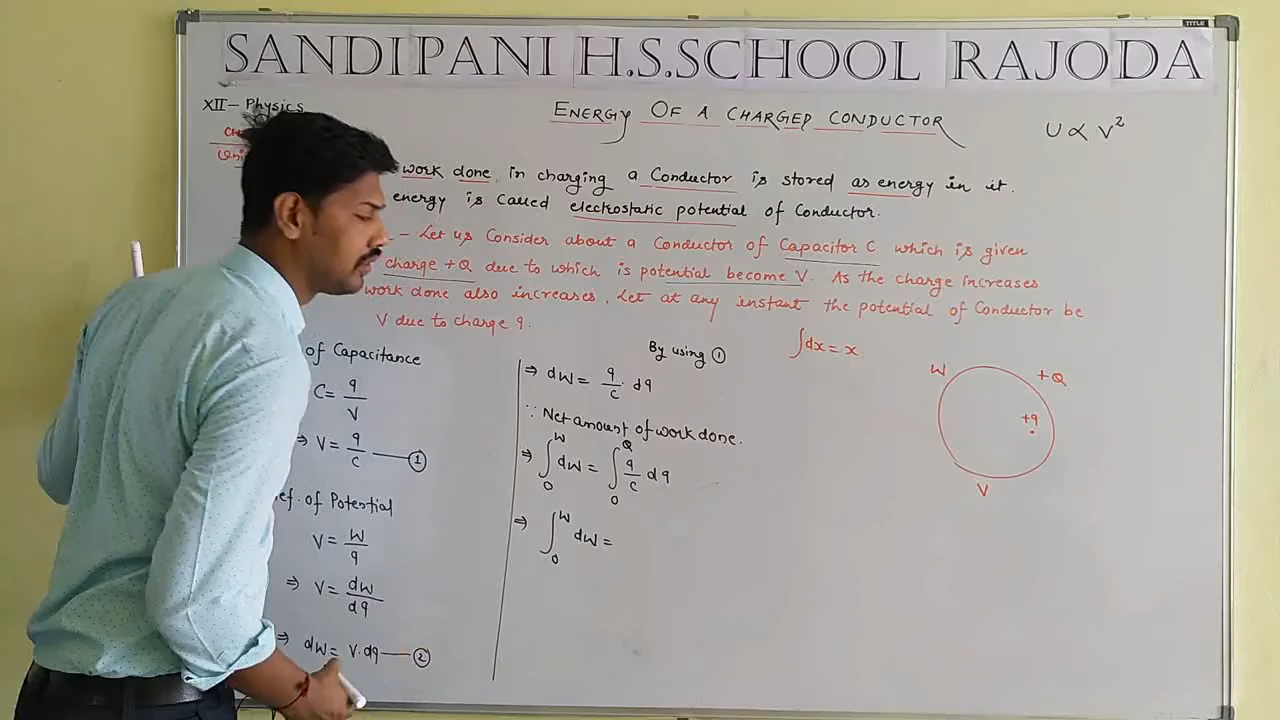 TITLE
SANDIPANI H.S.SCHOOL RAJODA
XII - Physics
ENERGY OF A CHARGED CONDUCTOR
U ∝ V²
work done in charging a Conductor is stored as energy in it.
energy is called electrostatic potential of Conductor.
- Let us Consider about a Conductor of Capacitor C which is given
charge +Q due to which is potential become V. As the charge increases
work done also increases. Let at any instant the potential of Conductor be
V due to charge q.
of Capacitance
C = q/V
⇒ V = q/C ——①
ef. of Potential
V = W/q
⇒ V = dW/dq
⇒ dW = V·dq ——②
By using ①
⇒ dW = q/C · dq
∵ Net amount of work done.
⇒ ∫₀^W dW = ∫₀^Q q/C dq
⇒ ∫₀^W dW =
∫dx = x
W
+Q
+q
V